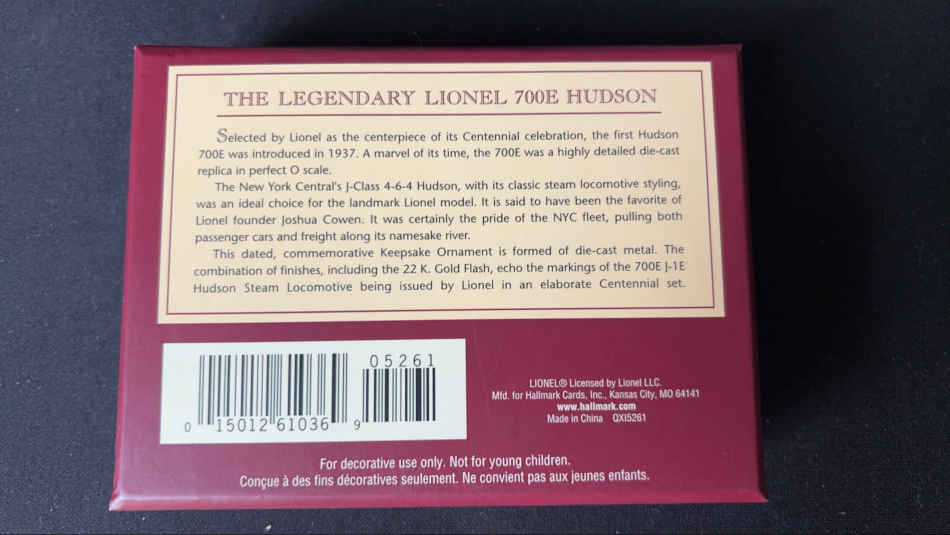 THE LEGENDARY LIONEL 700E HUDSON
Selected by Lionel as the centerpiece of its Centennial celebration, the first Hudson
700E was introduced in 1937. A marvel of its time, the 700E was a highly detailed die-cast
replica in perfect O scale.
The New York Central's J-Class 4-6-4 Hudson, with its classic steam locomotive styling,
was an ideal choice for the landmark Lionel model. It is said to have been the favorite of
Lionel founder Joshua Cowen. It was certainly the pride of the NYC fleet, pulling both
passenger cars and freight along its namesake river.
This dated, commemorative Keepsake Ornament is formed of die-cast metal. The
combination of finishes, including the 22 K. Gold Flash, echo the markings of the 700E J-1E
Hudson Steam Locomotive being issued by Lionel in an elaborate Centennial set.
05261
0 15012 61036 9
LIONEL® Licensed by Lionel LLC.
Mfd. for Hallmark Cards, Inc., Kansas City, MO 64141
www.hallmark.com
Made in China QXI5261
For decorative use only. Not for young children.
Conçue à des fins décoratives seulement. Ne convient pas aux jeunes enfants.